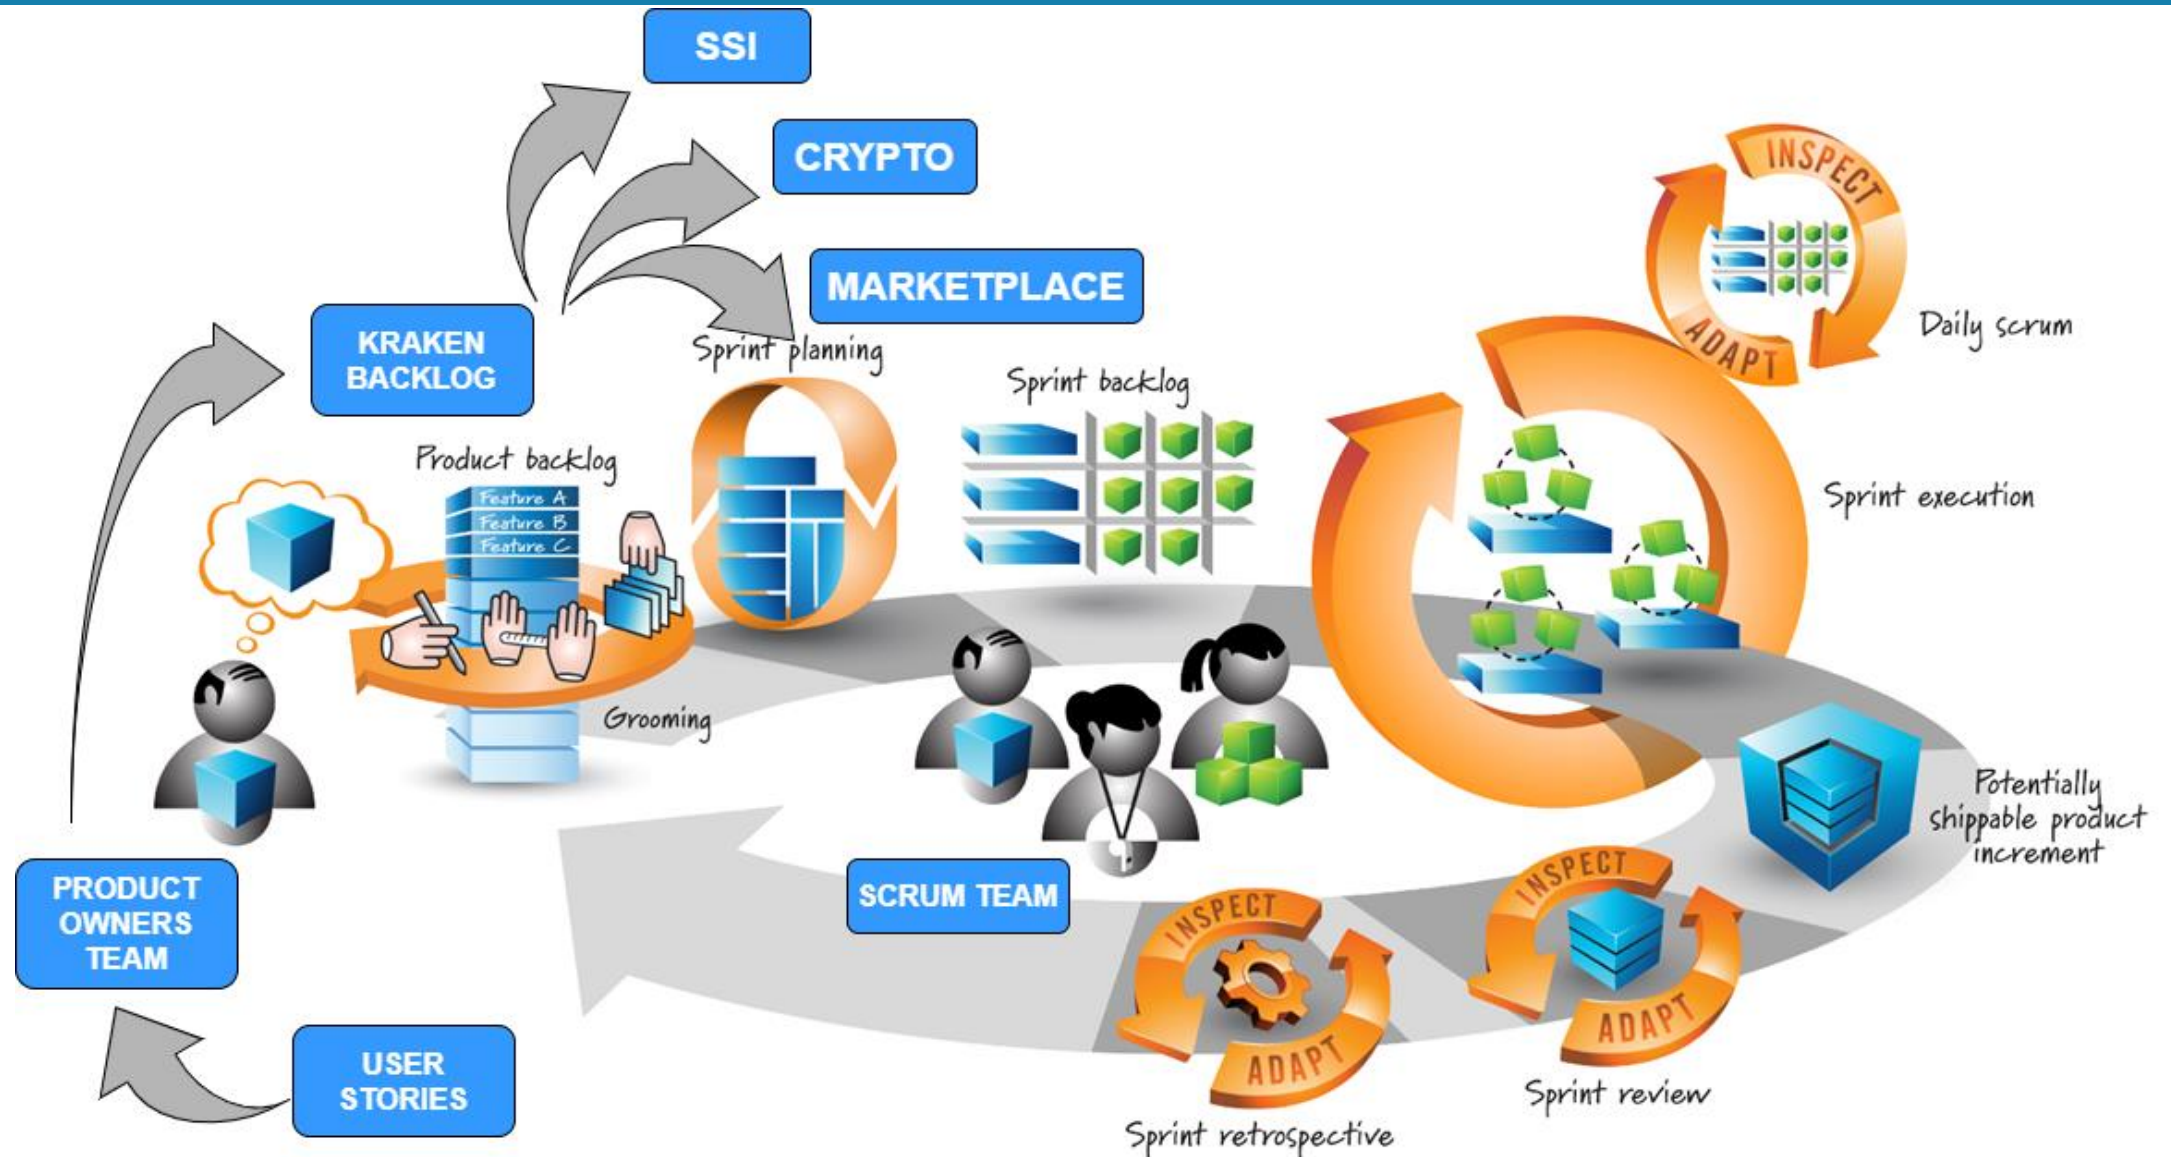 SSI
CRYPTO
MARKETPLACE
KRAKEN
BACKLOG
Sprint planning
Sprint backlog
INSPECT
ADAPT
Daily scrum
Product backlog
Feature A
Feature B
Feature C
Sprint execution
Grooming
Potentially
shippable product
increment
PRODUCT
OWNERS
TEAM
SCRUM TEAM
INSPECT
ADAPT
Sprint review
INSPECT
ADAPT
Sprint retrospective
USER
STORIES